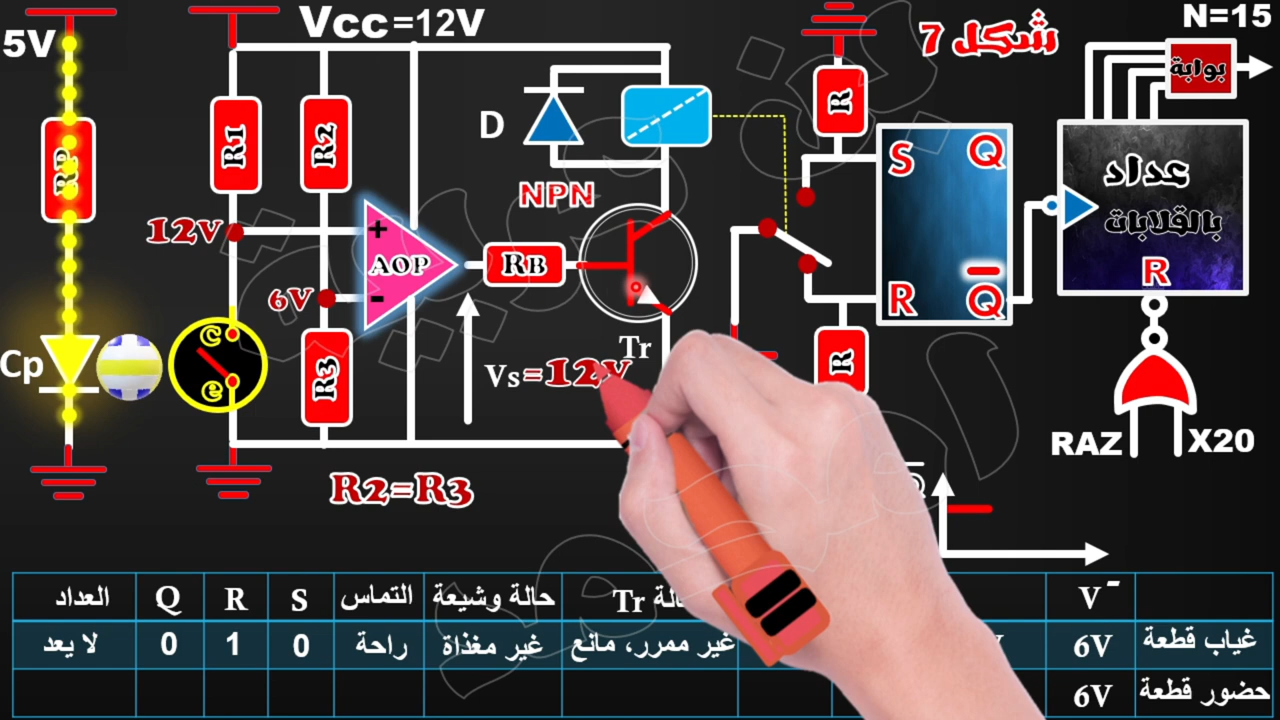 Vcc=12V
شكل 7
N=15
5V
بوابة
RP
R1
R2
D
R
S
Q
عداد
بالقلابات
NPN
12V
+
AOP
-
RB
6V
R
Q
R
Cp
c
e
R3
Tr
Vs=12V
R
RAZ
X20
R2=R3
V-
حالة Tr
حالة وشيعة
التماس
S
R
Q
العداد
غياب قطعة
6V
غير ممرر، مانع
غير مغذاة
راحة
0
1
0
لا يعد
حضور قطعة
6V